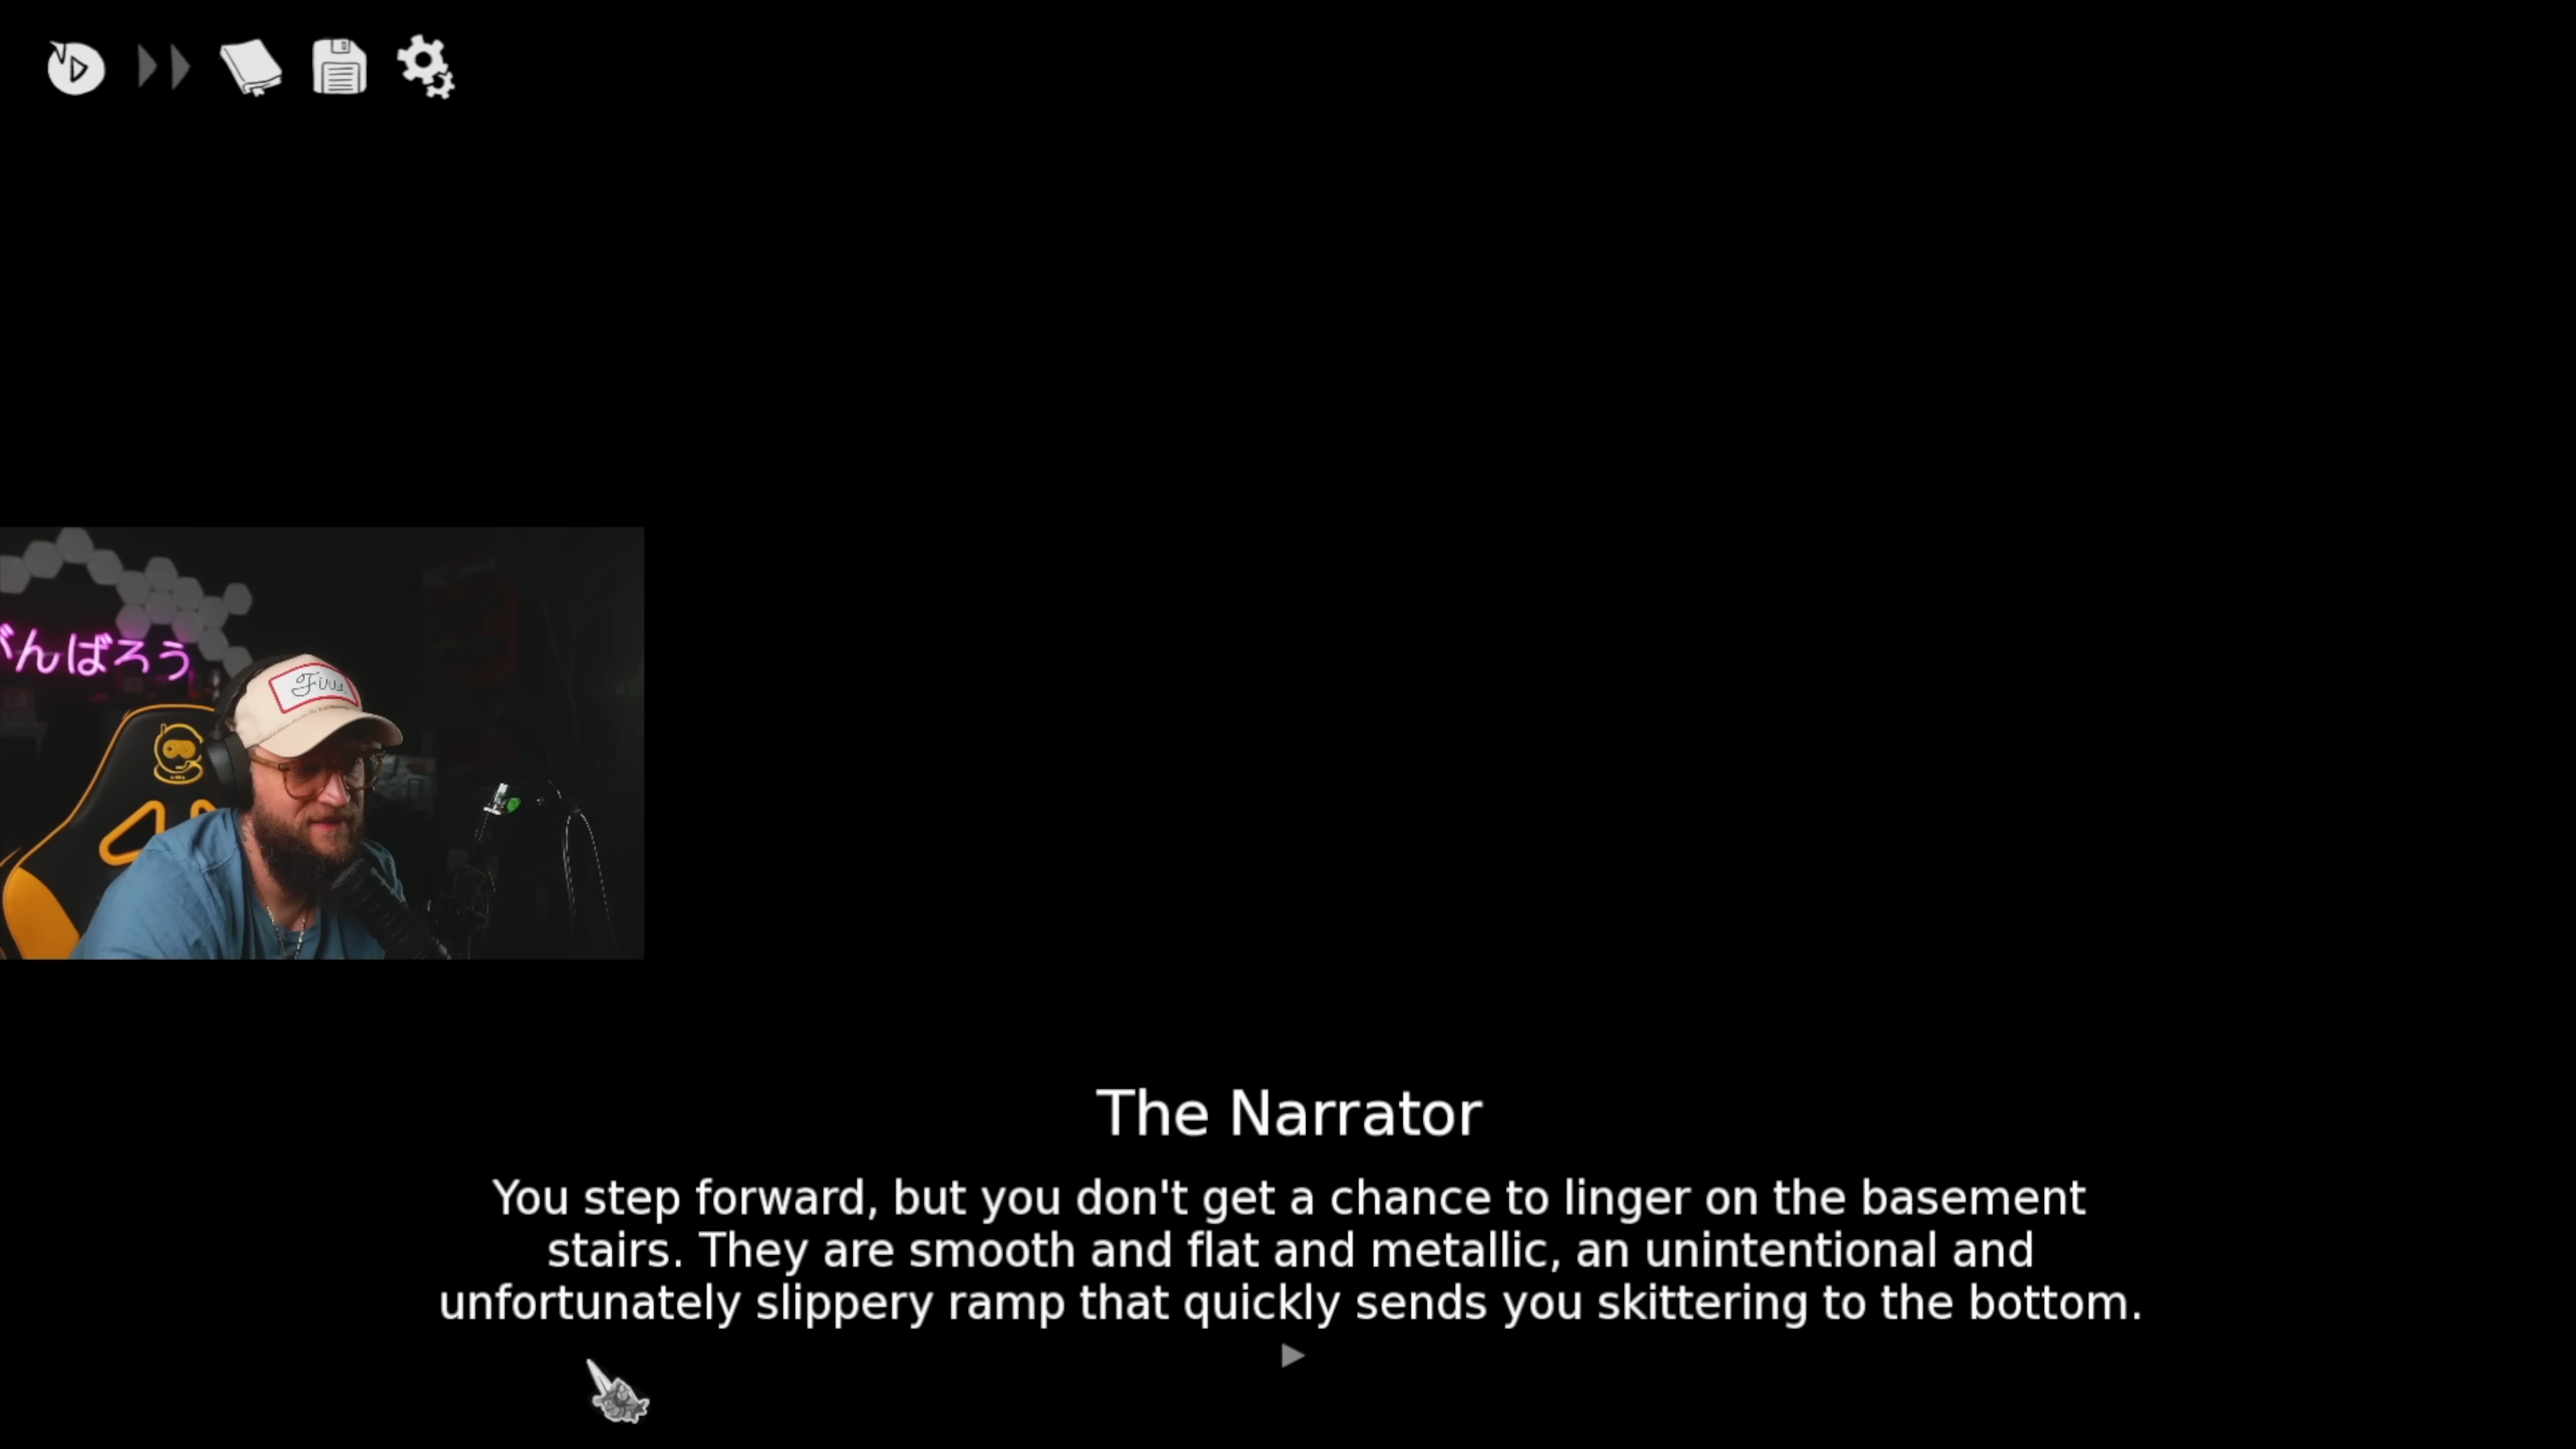 んばろう
The Narrator
You step forward, but you don't get a chance to linger on the basement
stairs. They are smooth and flat and metallic, an unintentional and
unfortunately slippery ramp that quickly sends you skittering to the bottom.